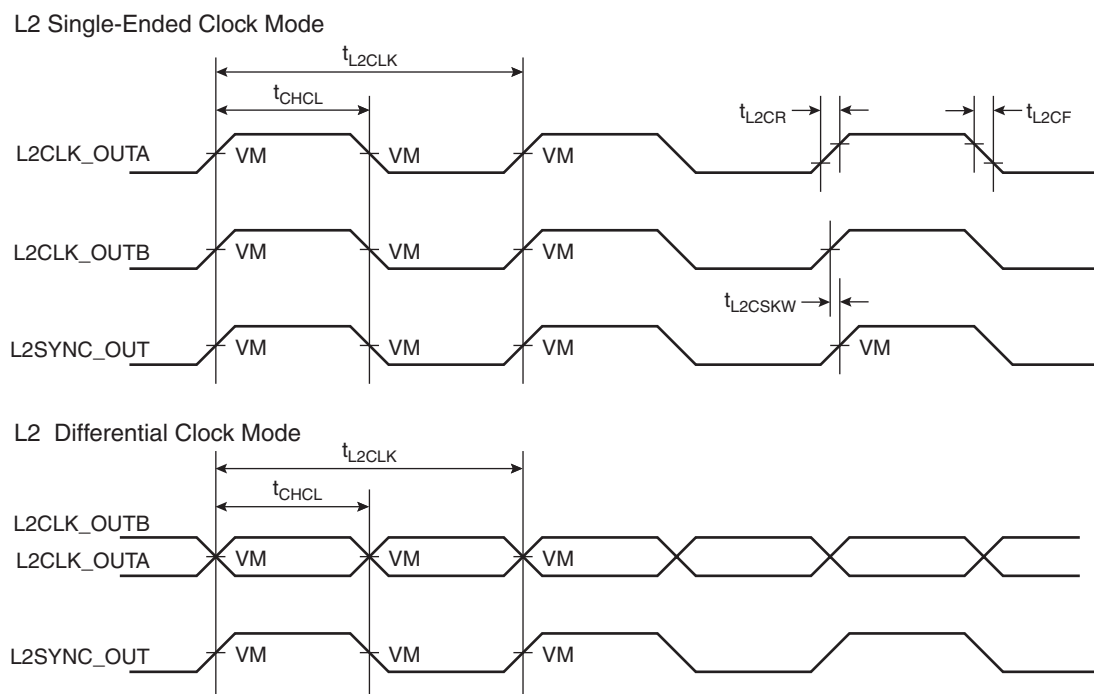 L2 Single-Ended Clock Mode
tL2CLK
tCHCL
tL2CR
tL2CF
L2CLK_OUTA
VM
VM
VM
L2CLK_OUTB
VM
VM
VM
tL2CSKW
L2SYNC_OUT
VM
VM
VM
VM
L2 Differential Clock Mode
tL2CLK
tCHCL
L2CLK_OUTB
L2CLK_OUTA
VM
VM
VM
L2SYNC_OUT
VM
VM
VM